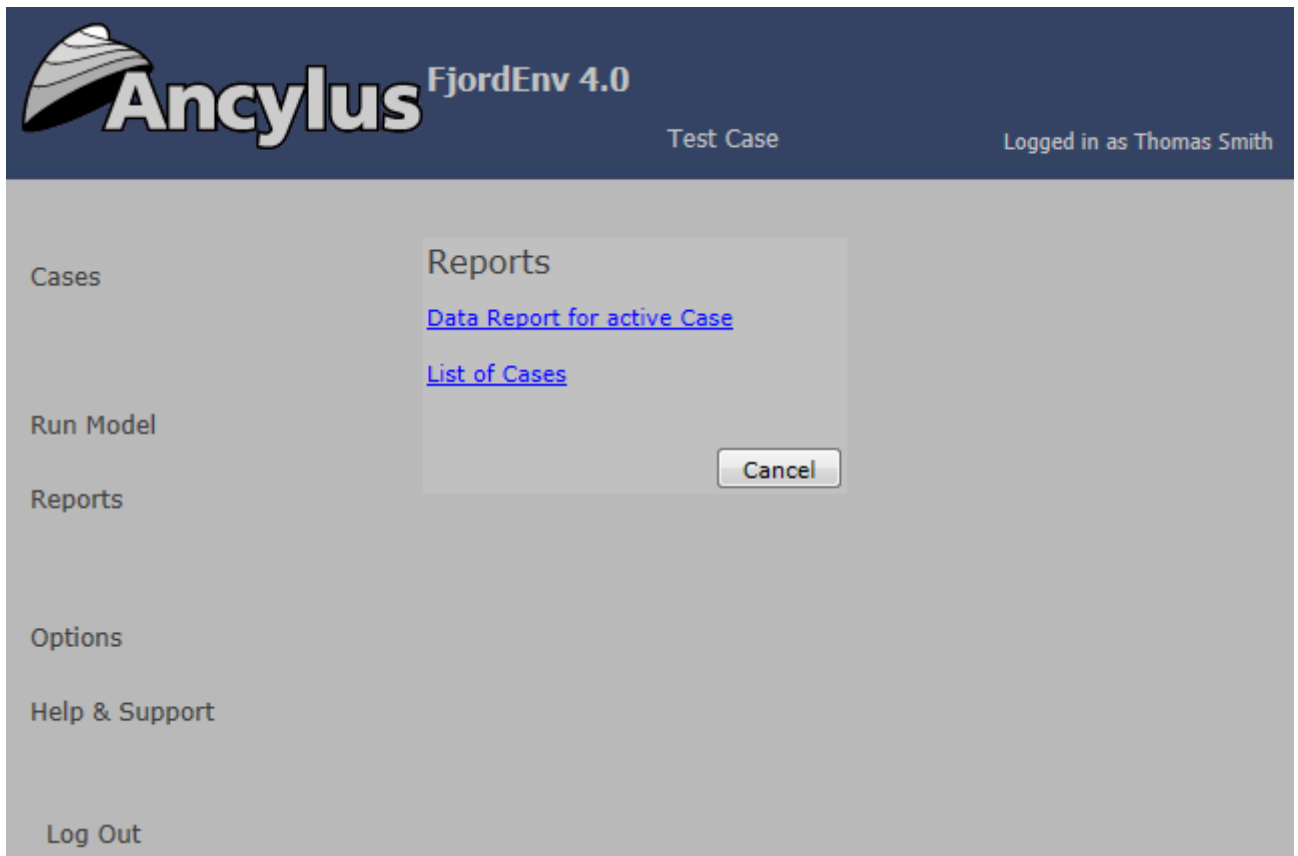 Ancylus
FjordEnv 4.0
Test Case
Logged in as Thomas Smith
Cases
Run Model
Reports
Options
Help & Support
Log Out
Reports
Data Report for active Case
List of Cases
Cancel